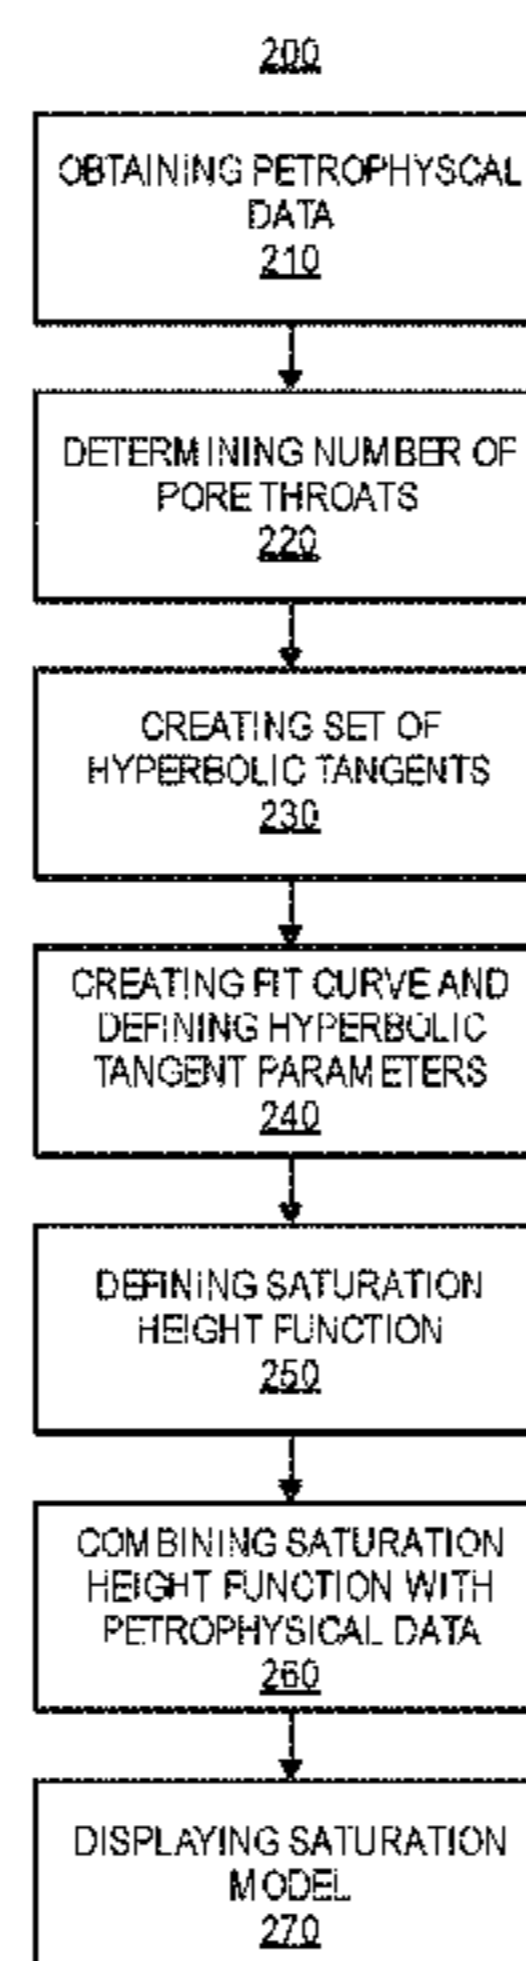 200
OBTAINING PETROPHYSCAL
DATA
210
DETERMINING NUMBER OF
PORE THROATS
220
CREATING SET OF
HYPERBOLIC TANGENTS
230
CREATING FIT CURVE AND
DEFINING HYPERBOLIC
TANGENT PARAMETERS
240
DEFINING SATURATION
HEIGHT FUNCTION
250
COMBINING SATURATION
HEIGHT FUNCTION WITH
PETROPHYSICAL DATA
260
DISPLAYING SATURATION
MODEL
270